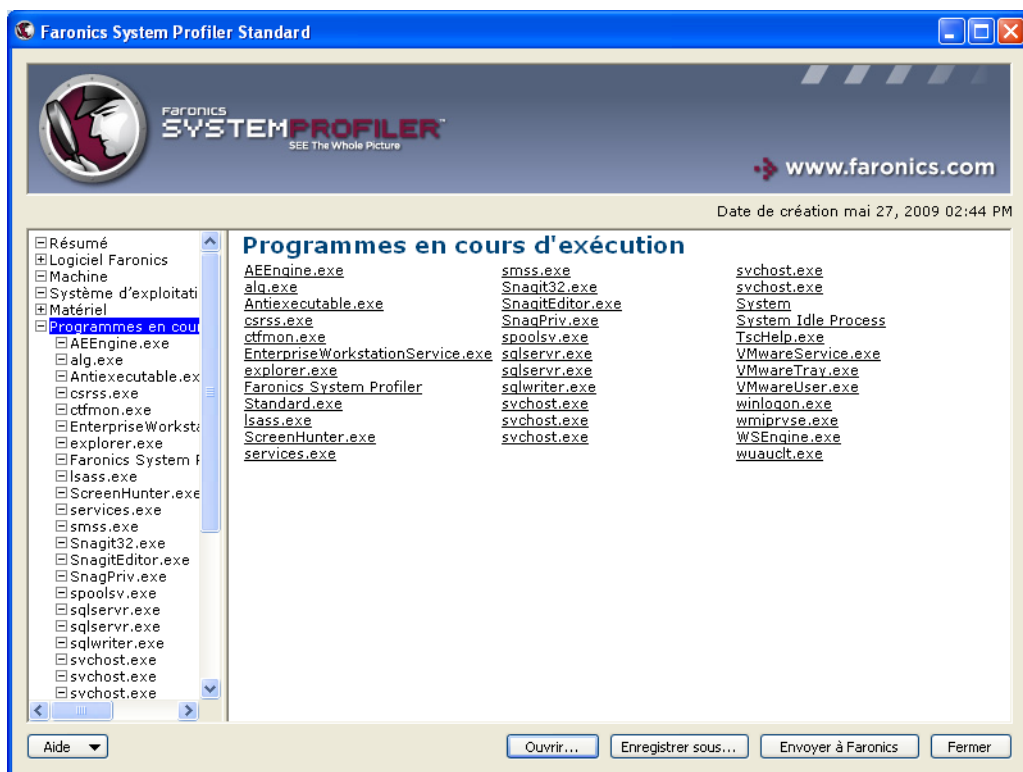 Faronics System Profiler Standard
Faronics
SYSTEMPROFILER™
SEE The Whole Picture
www.faronics.com
Date de création mai 27, 2009 02:44 PM
Résumé
Logiciel Faronics
Machine
Système d'exploitati
Matériel
Programmes en cou
AEEngine.exe
alg.exe
Antiexecutable.ex
csrss.exe
ctfmon.exe
EnterpriseWorksta
explorer.exe
Faronics System P
lsass.exe
ScreenHunter.exe
services.exe
smss.exe
Snagit32.exe
SnagitEditor.exe
SnagPriv.exe
spoolsv.exe
sqlservr.exe
sqlservr.exe
sqlwriter.exe
svchost.exe
svchost.exe
svchost.exe
Programmes en cours d'exécution
AEEngine.exe
alg.exe
Antiexecutable.exe
csrss.exe
ctfmon.exe
EnterpriseWorkstationService.exe
explorer.exe
Faronics System Profiler
Standard.exe
lsass.exe
ScreenHunter.exe
services.exe
smss.exe
Snagit32.exe
SnagitEditor.exe
SnagPriv.exe
spoolsv.exe
sqlservr.exe
sqlservr.exe
sqlwriter.exe
svchost.exe
svchost.exe
svchost.exe
svchost.exe
svchost.exe
System
System Idle Process
TscHelp.exe
VMwareService.exe
VMwareTray.exe
VMwareUser.exe
winlogon.exe
wmiprvse.exe
WSEngine.exe
wuauclt.exe
Aide
Ouvrir...
Enregistrer sous...
Envoyer à Faronics
Fermer